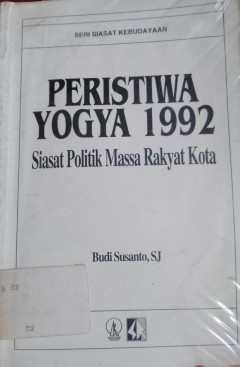 SERI SIASAT KEBUDAYAAN
PERISTIWA
YOGYA 1992
Siasat Politik Massa Rakyat Kota
Budi Susanto, SJ